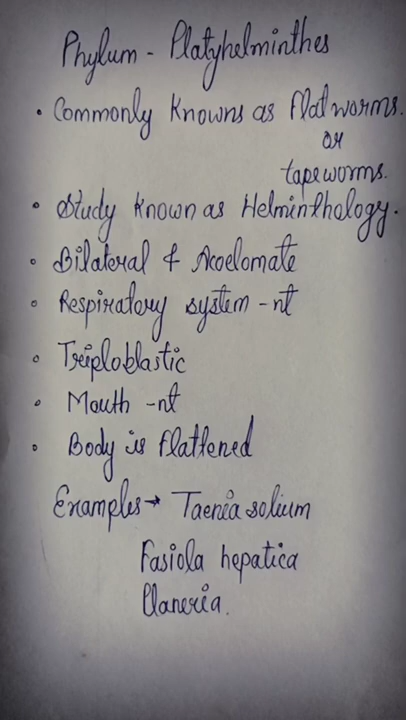 Phylum - Platyhelminthes
• Commonly Knowns as flatworms.
or
tapeworms.
• Study Known as Helminthology.
• Bilateral & Acoelomate
• Respiratory system -nt
• Triploblastic
• Mouth -nt
• Body is flattened
Examples → Taenia solium
Fasiola hepatica
Planeria.